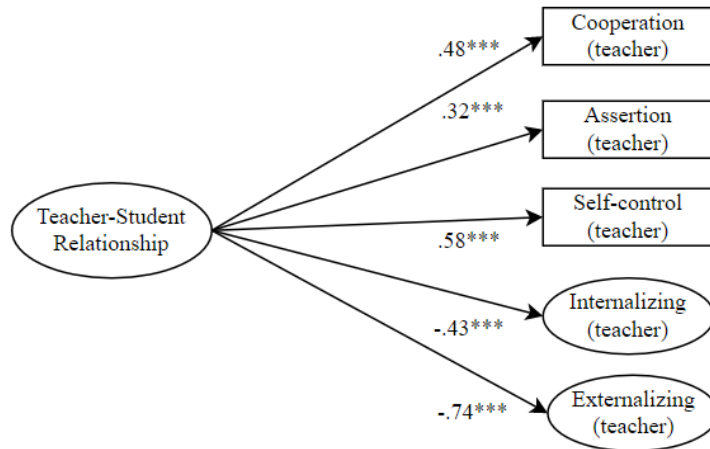 Cooperation
(teacher)
.48***
.32***
Assertion
(teacher)
Teacher-Student
Relationship
Self-control
(teacher)
.58***
Internalizing
(teacher)
-.43***
Externalizing
(teacher)
-.74***